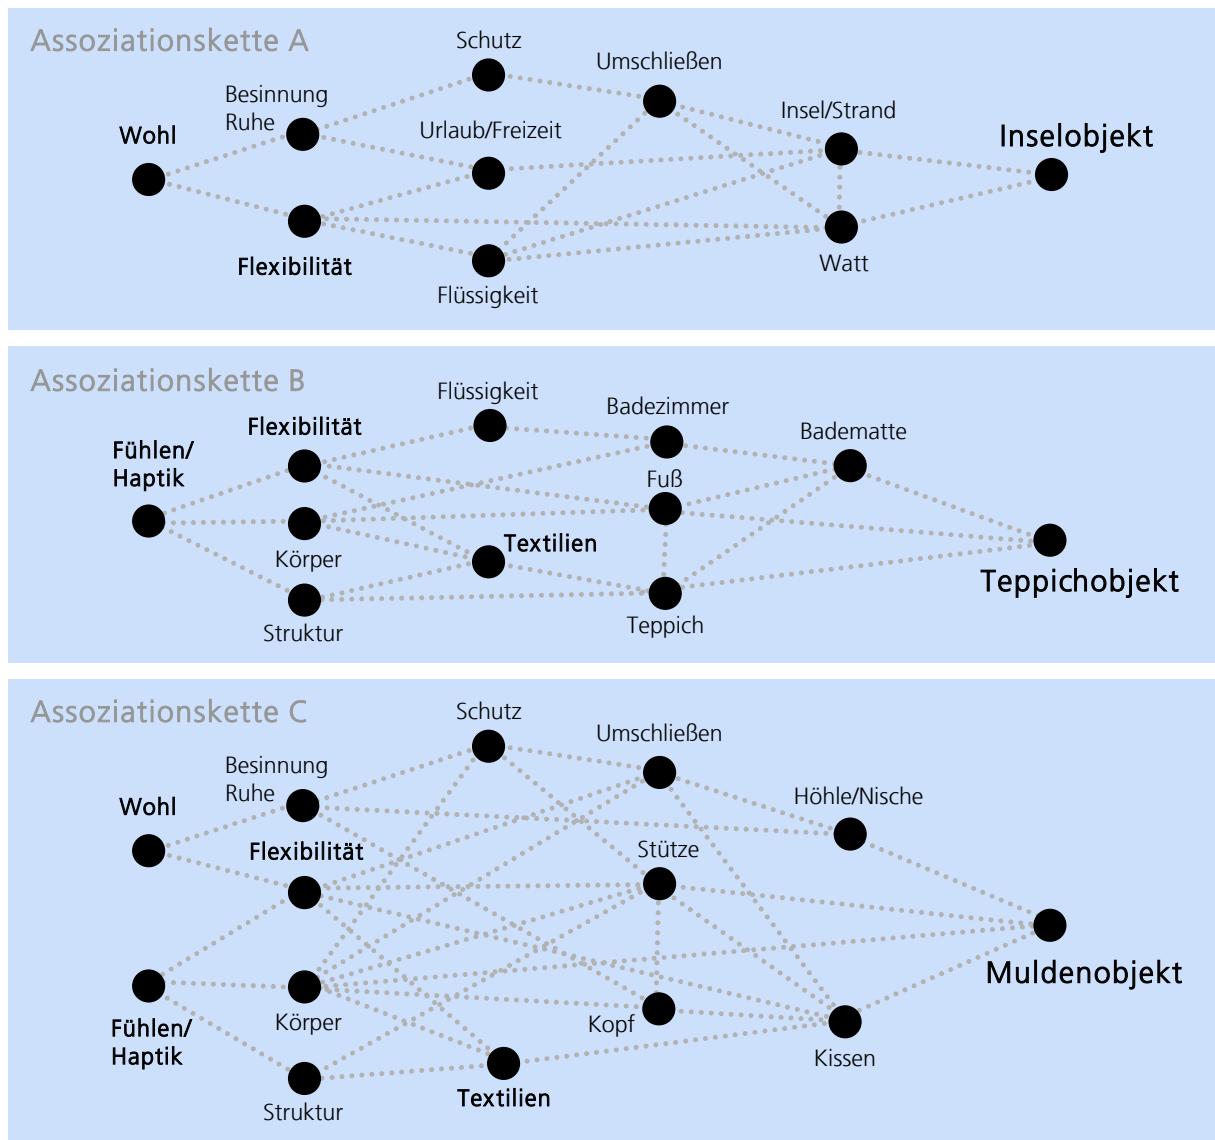 Assoziationskette A
Schutz
Umschließen
Besinnung
Ruhe
Insel/Strand
Urlaub/Freizeit
Wohl
Inselobjekt
Flexibilität
Watt
Flüssigkeit
Assoziationskette B
Flüssigkeit
Badezimmer
Flexibilität
Badematte
Fühlen/
Haptik
Fuß
Textilien
Körper
Teppichobjekt
Teppich
Struktur
Assoziationskette C
Schutz
Umschließen
Besinnung
Ruhe
Höhle/Nische
Wohl
Flexibilität
Stütze
Muldenobjekt
Körper
Kopf
Fühlen/
Haptik
Kissen
Textilien
Struktur